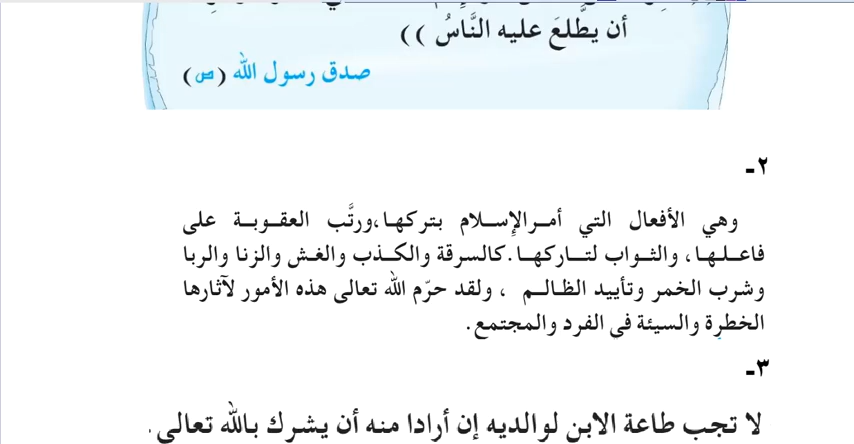 أن يطَّلعَ عليه النَّاسُ ))
صدق رسول الله (ص)
٢-
وهي الأفعال التي أمر الإسلام بتركها، ورتَّب العقوبة على
فاعلها، والثواب لتاركها. كالسرقة والكذب والغش والزنا والربا
وشرب الخمر وتأييد الظالم ، ولقد حرّم الله تعالى هذه الأمور لآثارها
الخطرة والسيئة في الفرد والمجتمع.
٣-
لا تجب طاعة الابن لوالديه إن أرادا منه أن يشرك بالله تعالى .